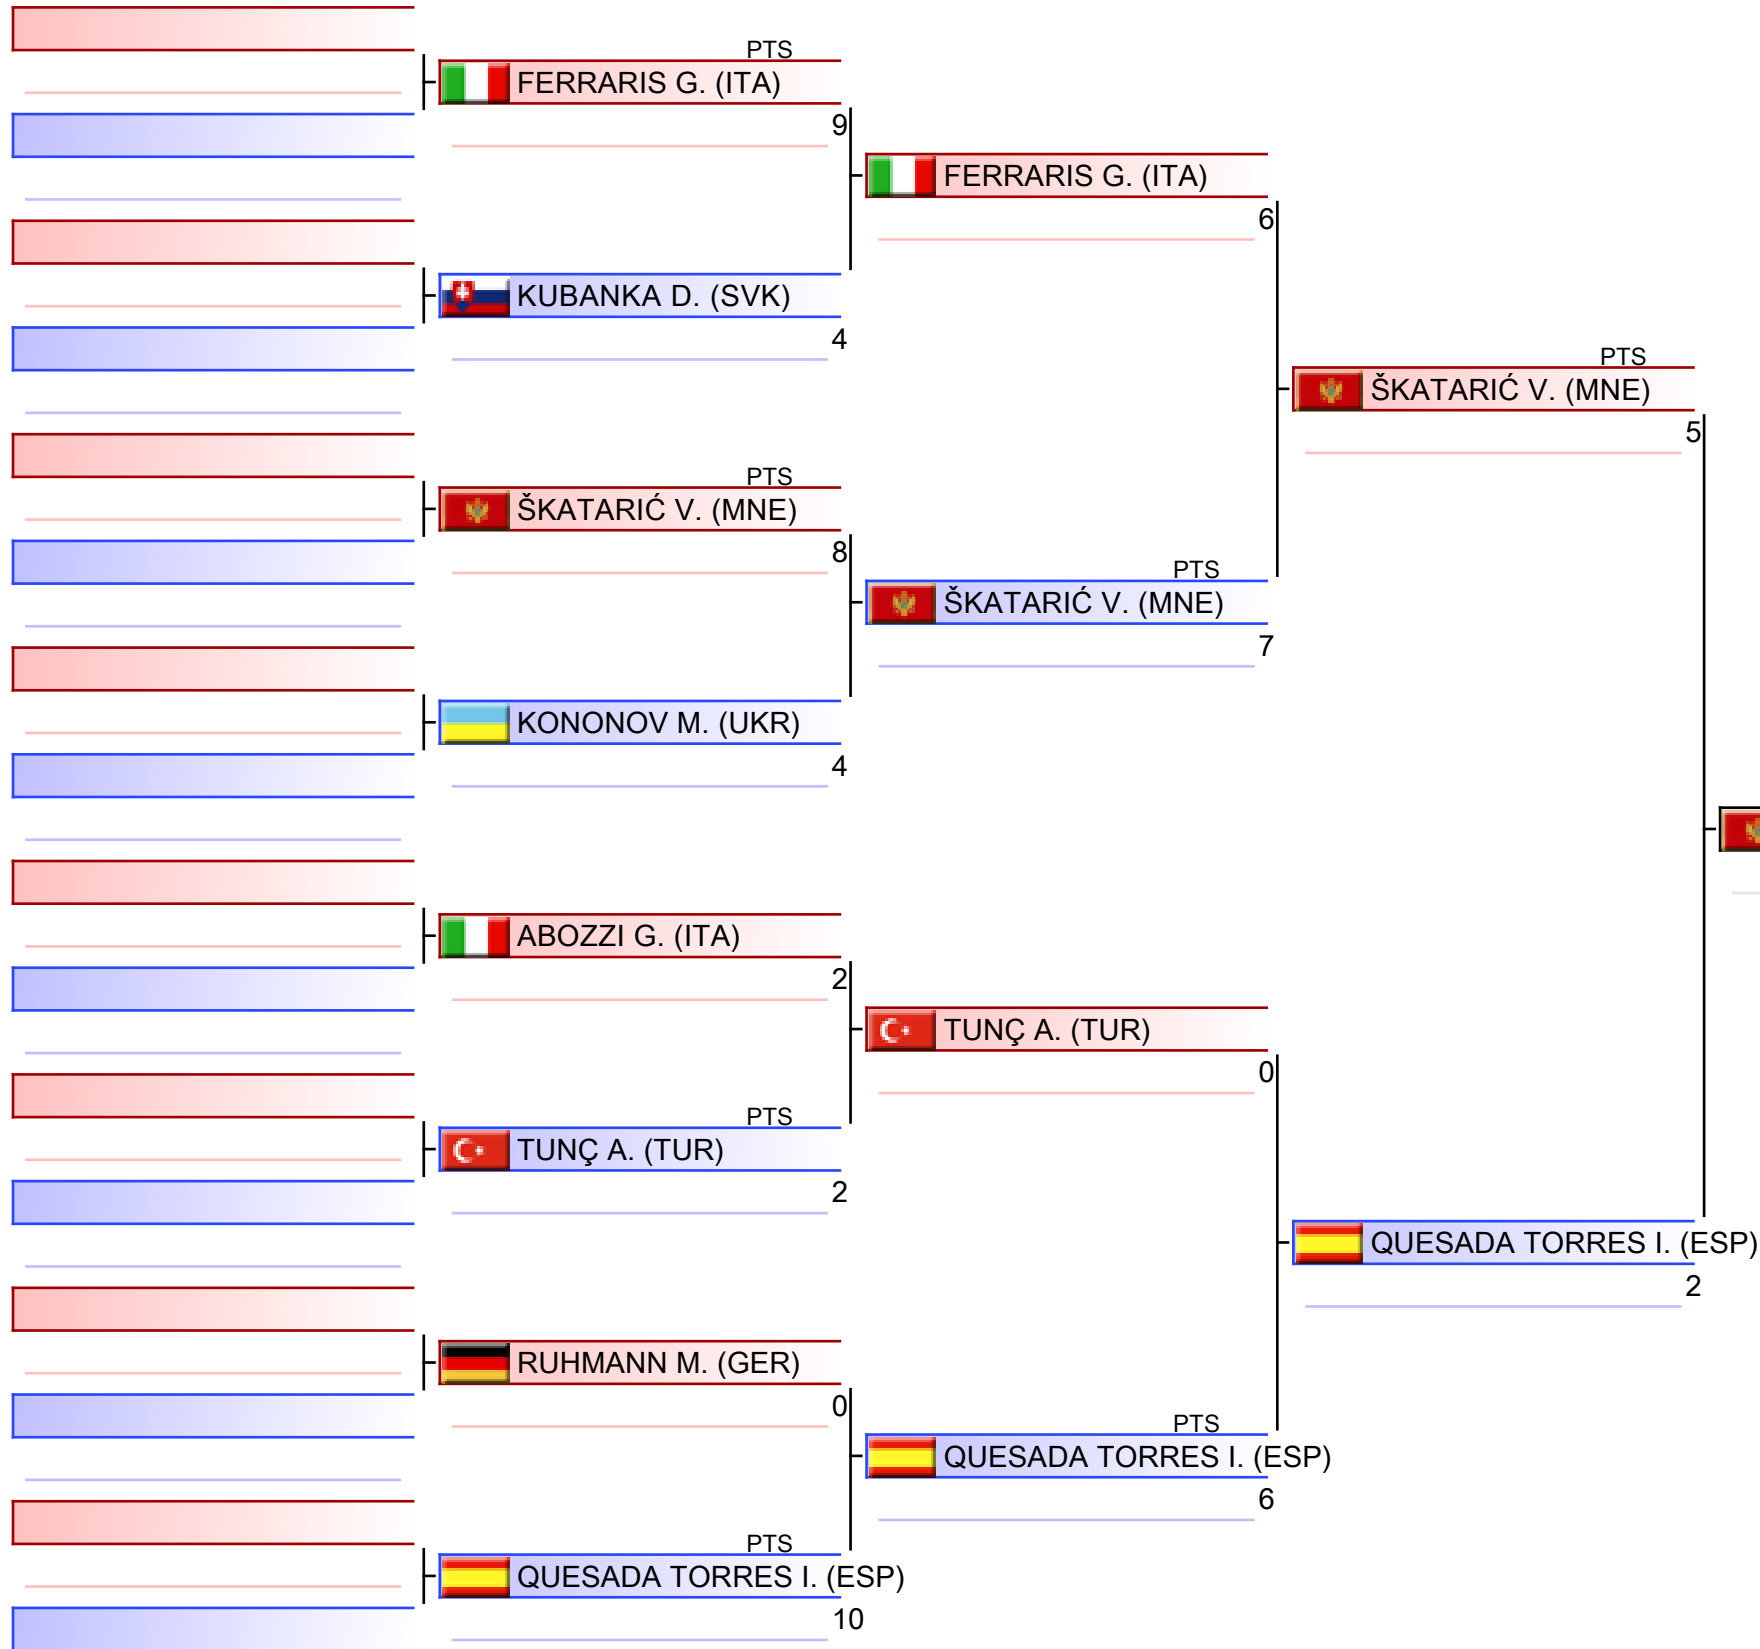 PTS
FERRARIS G. (ITA)
9
FERRARIS G. (ITA)
6
KUBANKA D. (SVK)
4
PTS
ŠKATARIĆ V. (MNE)
5
PTS
ŠKATARIĆ V. (MNE)
8
PTS
ŠKATARIĆ V. (MNE)
7
KONONOV M. (UKR)
4
ABOZZI G. (ITA)
2
TUNÇ A. (TUR)
0
PTS
TUNÇ A. (TUR)
2
QUESADA TORRES I. (ESP)
2
RUHMANN M. (GER)
0
PTS
QUESADA TORRES I. (ESP)
6
PTS
QUESADA TORRES I. (ESP)
10